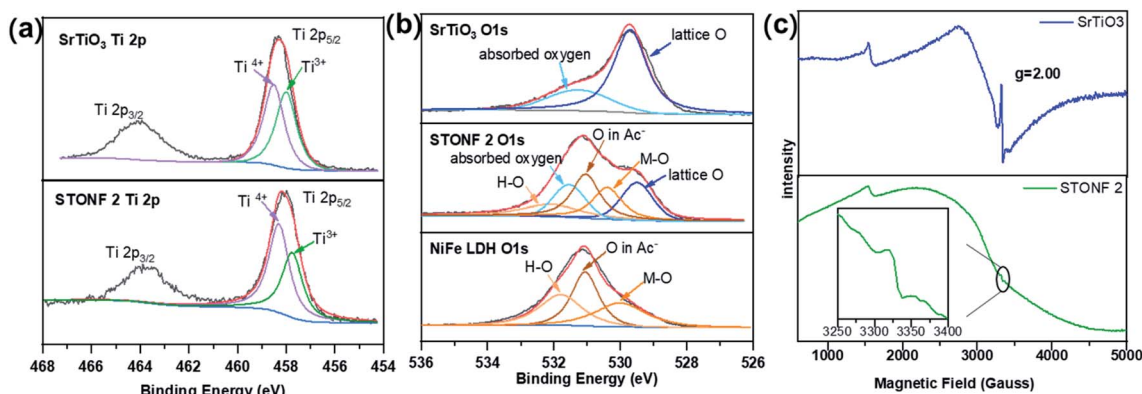 (a)
SrTiO3 Ti 2p
Ti 2p5/2
Ti 4+
Ti3+
Ti 2p3/2
STONF 2 Ti 2p
Ti 4+
Ti 2p5/2
Ti3+
Ti 2p3/2
468 466 464 462 460 458 456 454
Binding Energy (eV)
(b)
SrTiO3 O1s
absorbed oxygen
lattice O
STONF 2 O1s
O in Ac-
absorbed oxygen
M-O
H-O
lattice O
NiFe LDH O1s
O in Ac-
H-O
M-O
536 534 532 530 528 526
Binding Energy (eV)
(c)
SrTiO3
g=2.00
intensity
STONF 2
3250 3300 3350 3400
1000 2000 3000 4000 5000
Magnetic Field (Gauss)